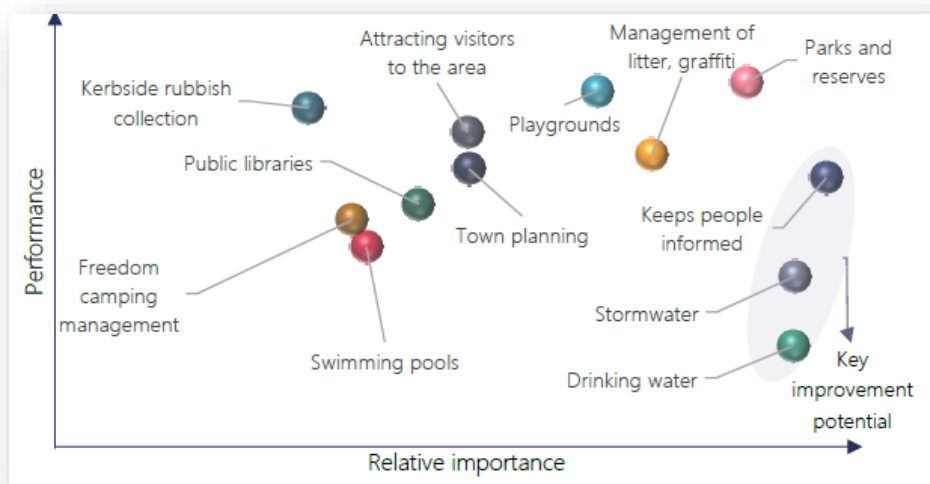 Attracting visitors
to the area
Management of
litter, graffiti
Parks and
reserves
Kerbside rubbish
collection
Playgrounds
Public libraries
Keeps people
informed
Town planning
Freedom
camping
management
Stormwater
Swimming pools
Drinking water
Key
improvement
potential
Performance
Relative importance